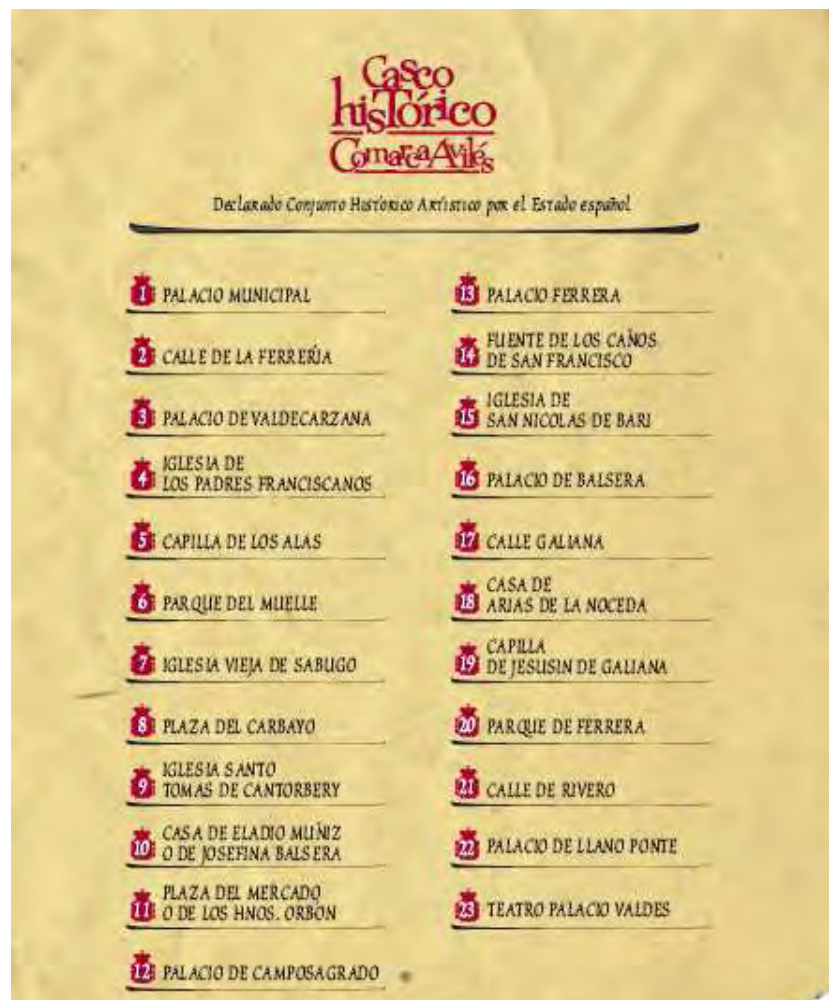 Casco
hisTórico
Comarca Avilés
Declarado Conjunto Histórico Artístico por el Estado español
1 PALACIO MUNICIPAL
2 CALLE DE LA FERRERÍA
3 PALACIO DE VALDECARZANA
4 IGLESIA DE
LOS PADRES FRANCISCANOS
5 CAPILLA DE LOS ALAS
6 PARQUE DEL MUELLE
7 IGLESIA VIEJA DE SABUGO
8 PLAZA DEL CARBAYO
9 IGLESIA SANTO
TOMAS DE CANTORBERY
10 CASA DE ELADIO MUÑIZ
O DE JOSEFINA BALSERA
11 PLAZA DEL MERCADO
O DE LOS HNOS. ORBON
12 PALACIO DE CAMPOSAGRADO
13 PALACIO FERRERA
14 FUENTE DE LOS CAÑOS
DE SAN FRANCISCO
15 IGLESIA DE
SAN NICOLAS DE BARI
16 PALACIO DE BALSERA
17 CALLE GALIANA
18 CASA DE
ARIAS DE LA NOCEDA
19 CAPILLA
DE JESUSIN DE GALIANA
20 PARQUE DE FERRERA
21 CALLE DE RIVERO
22 PALACIO DE LLANO PONTE
23 TEATRO PALACIO VALDES